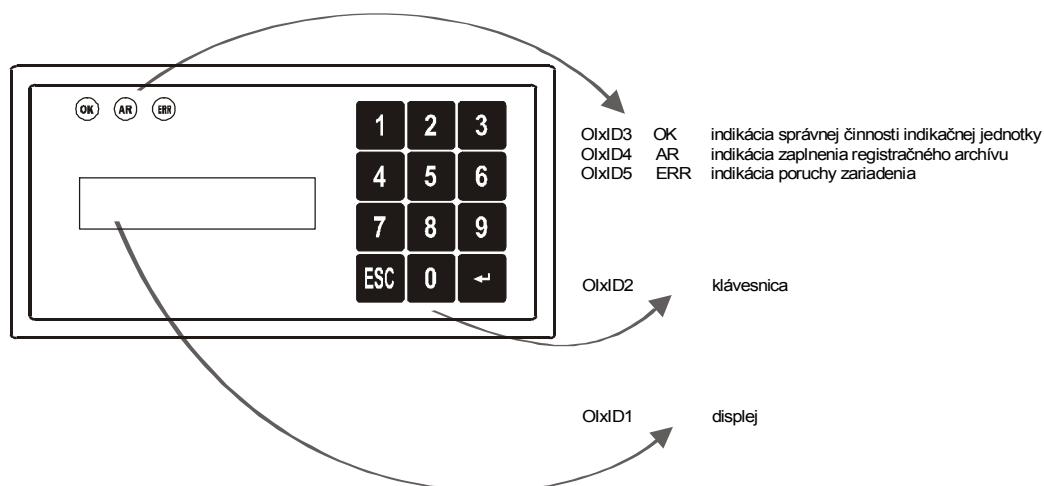 OK AR ERR
1 2 3
4 5 6
7 8 9
ESC 0 ↵
OIxID3 OK indikácia správnej činnosti indikačnej jednotky
OIxID4 AR indikácia zaplnenia registračného archívu
OIxID5 ERR indikácia poruchy zariadenia
OIxID2 klávesnica
OIxID1 displej